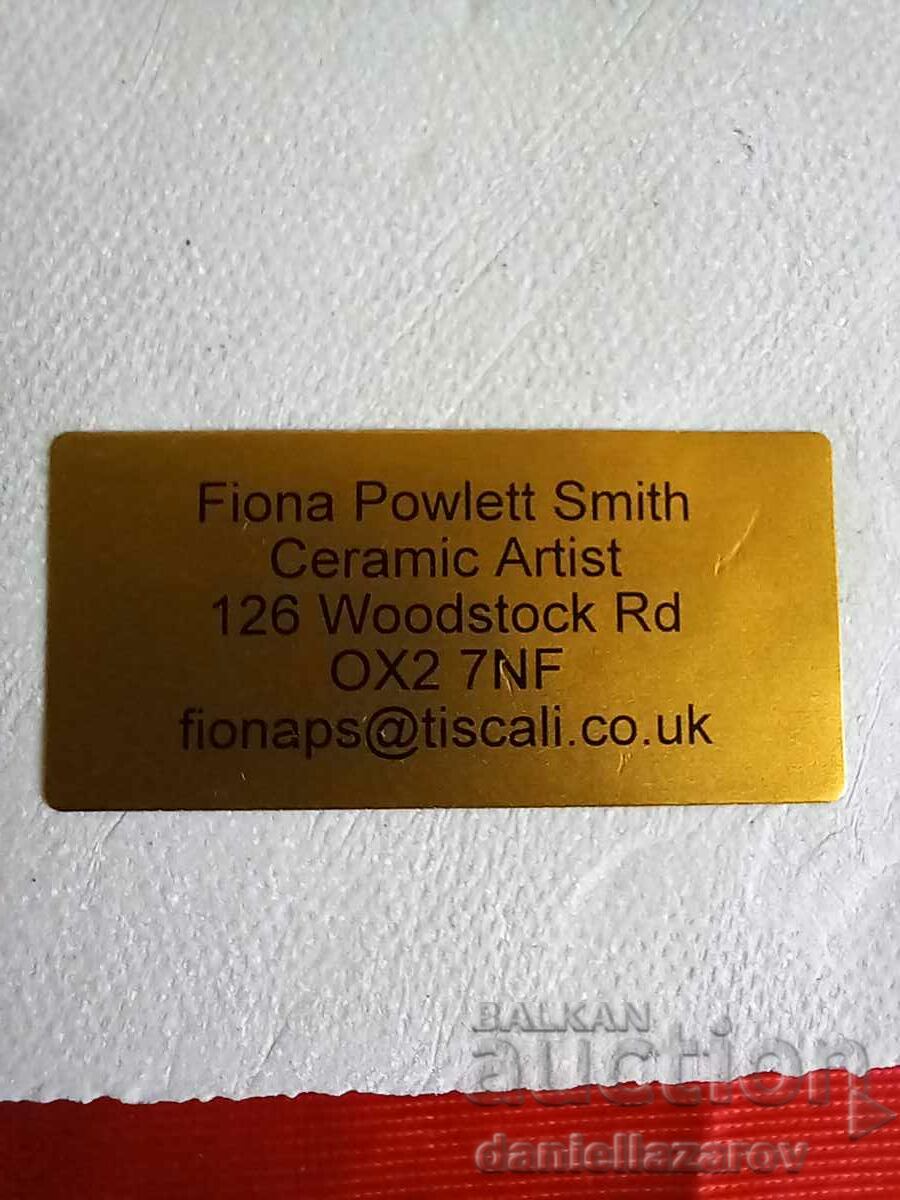 Fiona Powlett Smith
Ceramic Artist
126 Woodstock Rd
OX2 7NF
fionaps@tiscali.co.uk
BALKAN
auction
daniellazarov